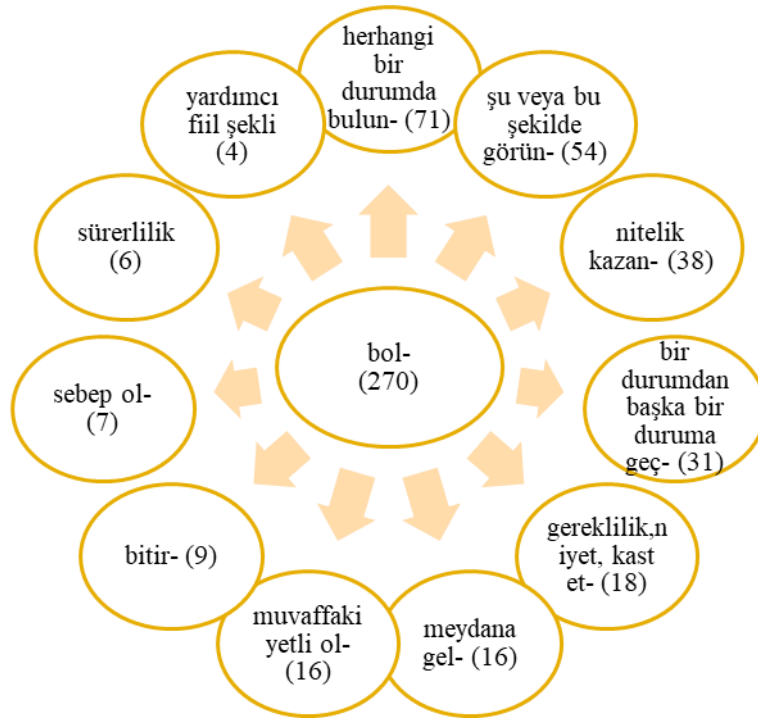 herhangi
bir
durumda
bulun- (71)
şu veya bu
şekilde
görün- (54)
nitelik
kazan- (38)
bir
durumdan
başka bir
duruma
geç- (31)
gereklilik,n
iyet, kast
et- (18)
meydana
gel- (16)
muvaffaki
yetli ol-
(16)
bitir- (9)
sebep ol-
(7)
sürerlilik
(6)
yardımcı
fiil şekli
(4)
bol-
(270)